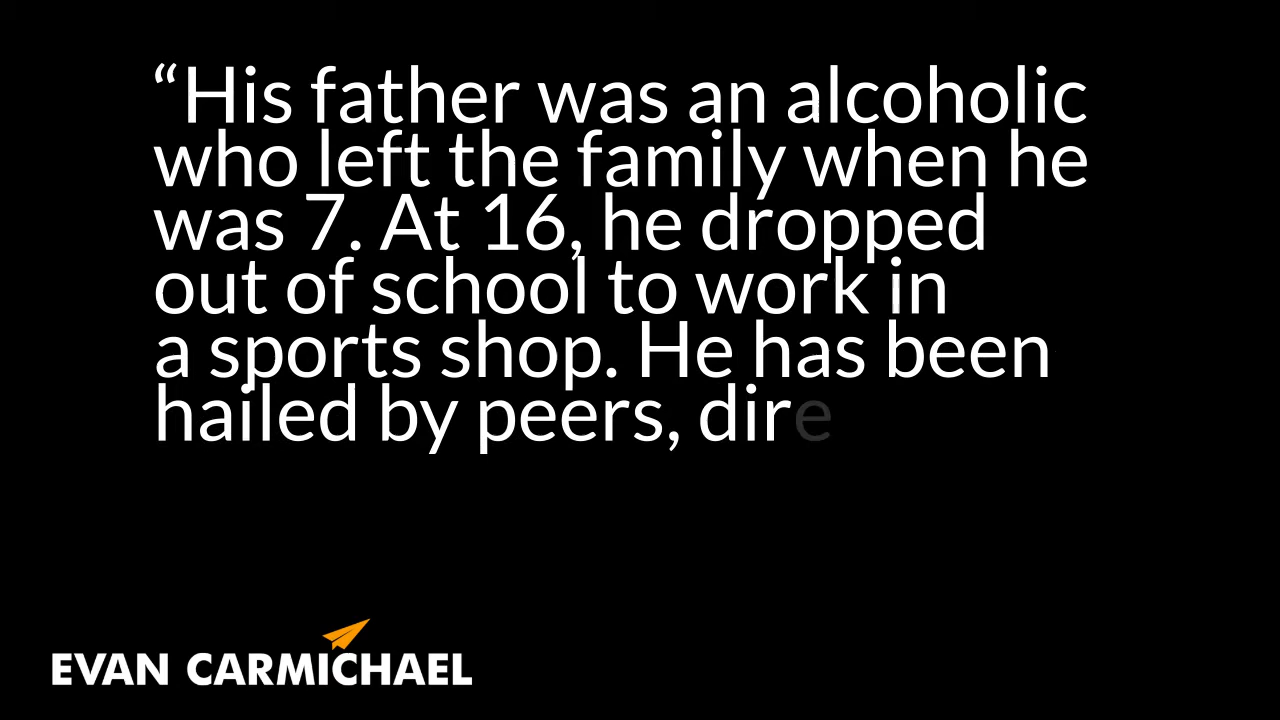 “His father was an alcoholic
who left the family when he
was 7. At 16, he dropped
out of school to work in
a sports shop. He has been
hailed by peers, dire
EVAN CARMICHAEL